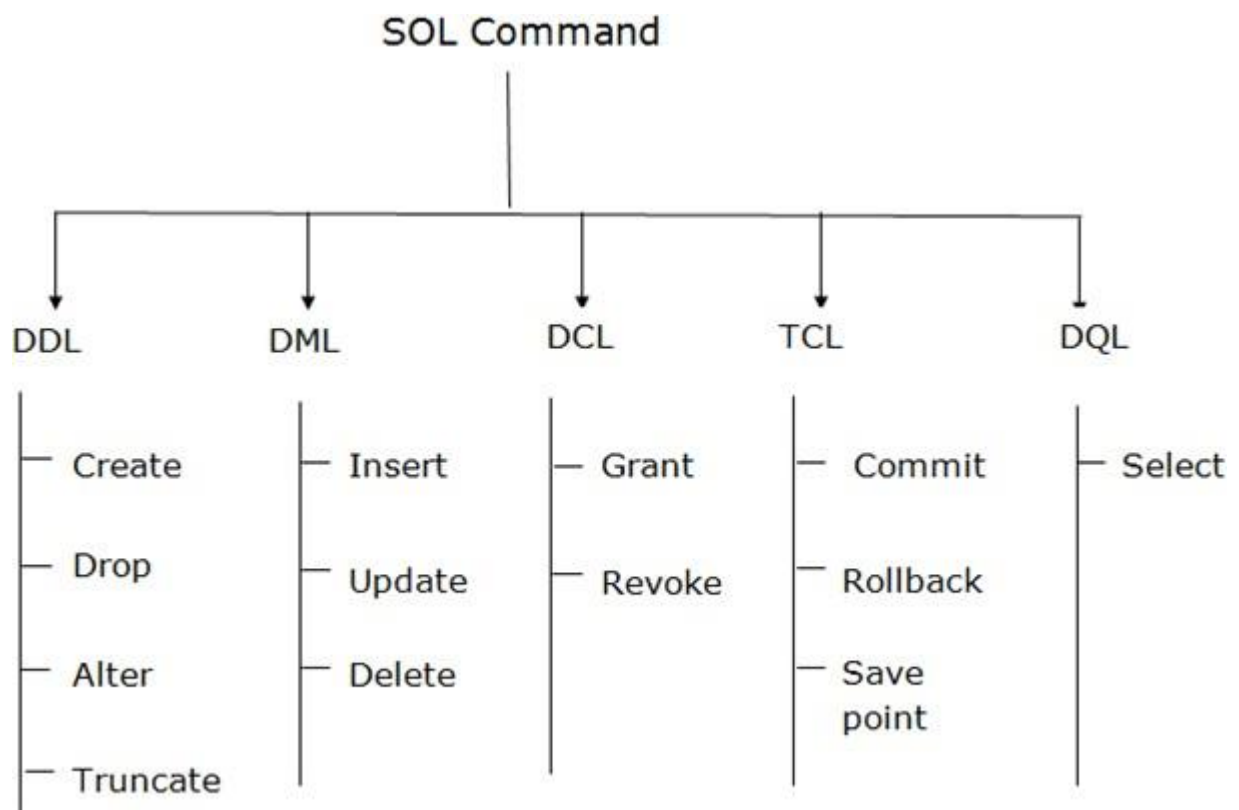 SOL Command
DDL
DML
DCL
TCL
DQL
Create
Drop
Alter
Truncate
Insert
Update
Delete
Grant
Revoke
Commit
Rollback
Save
point
Select